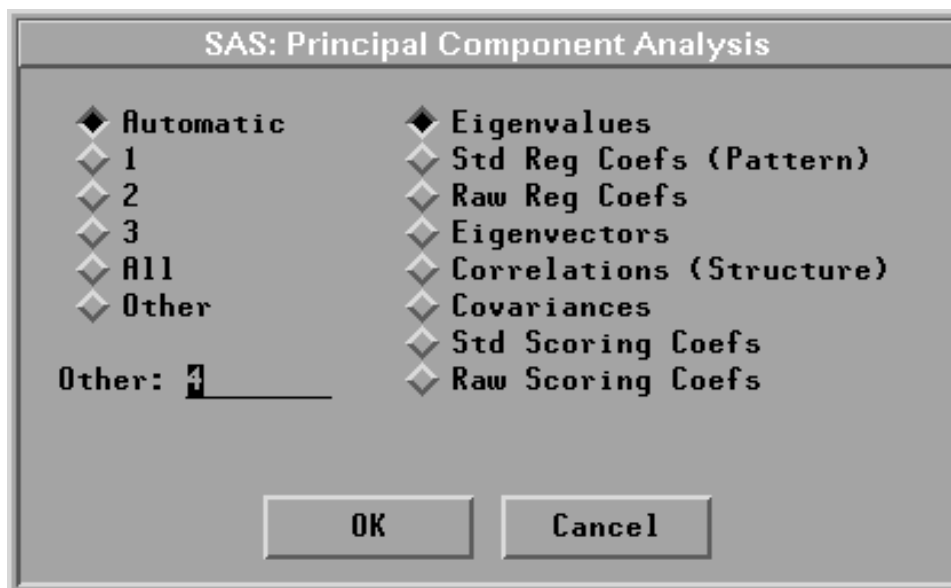 SAS: Principal Component Analysis
Automatic
1
2
3
All
Other
Other: 4
Eigenvalues
Std Reg Coefs (Pattern)
Raw Reg Coefs
Eigenvectors
Correlations (Structure)
Covariances
Std Scoring Coefs
Raw Scoring Coefs
OK
Cancel